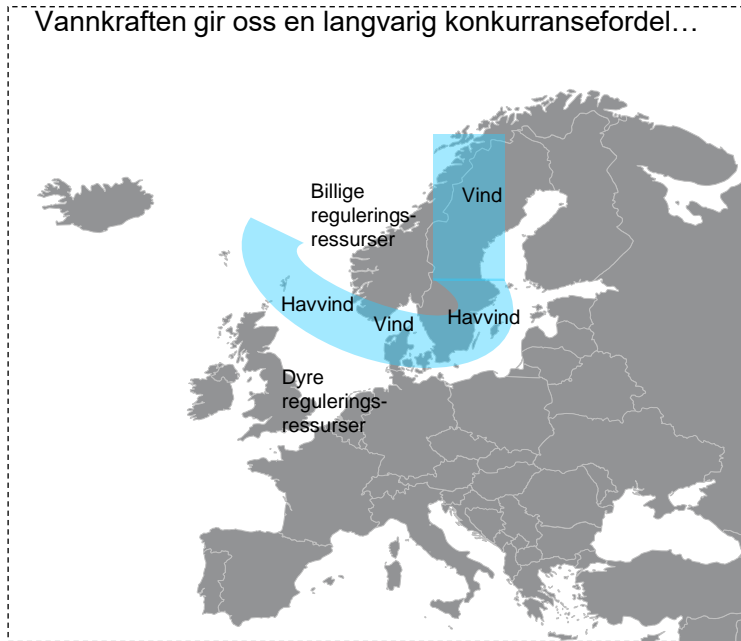 Vannkraften gir oss en langvarig konkurransefordel…
Billige
regulerings-
ressurser
Vind
Havvind
Vind
Havvind
Dyre
regulerings-
ressurser